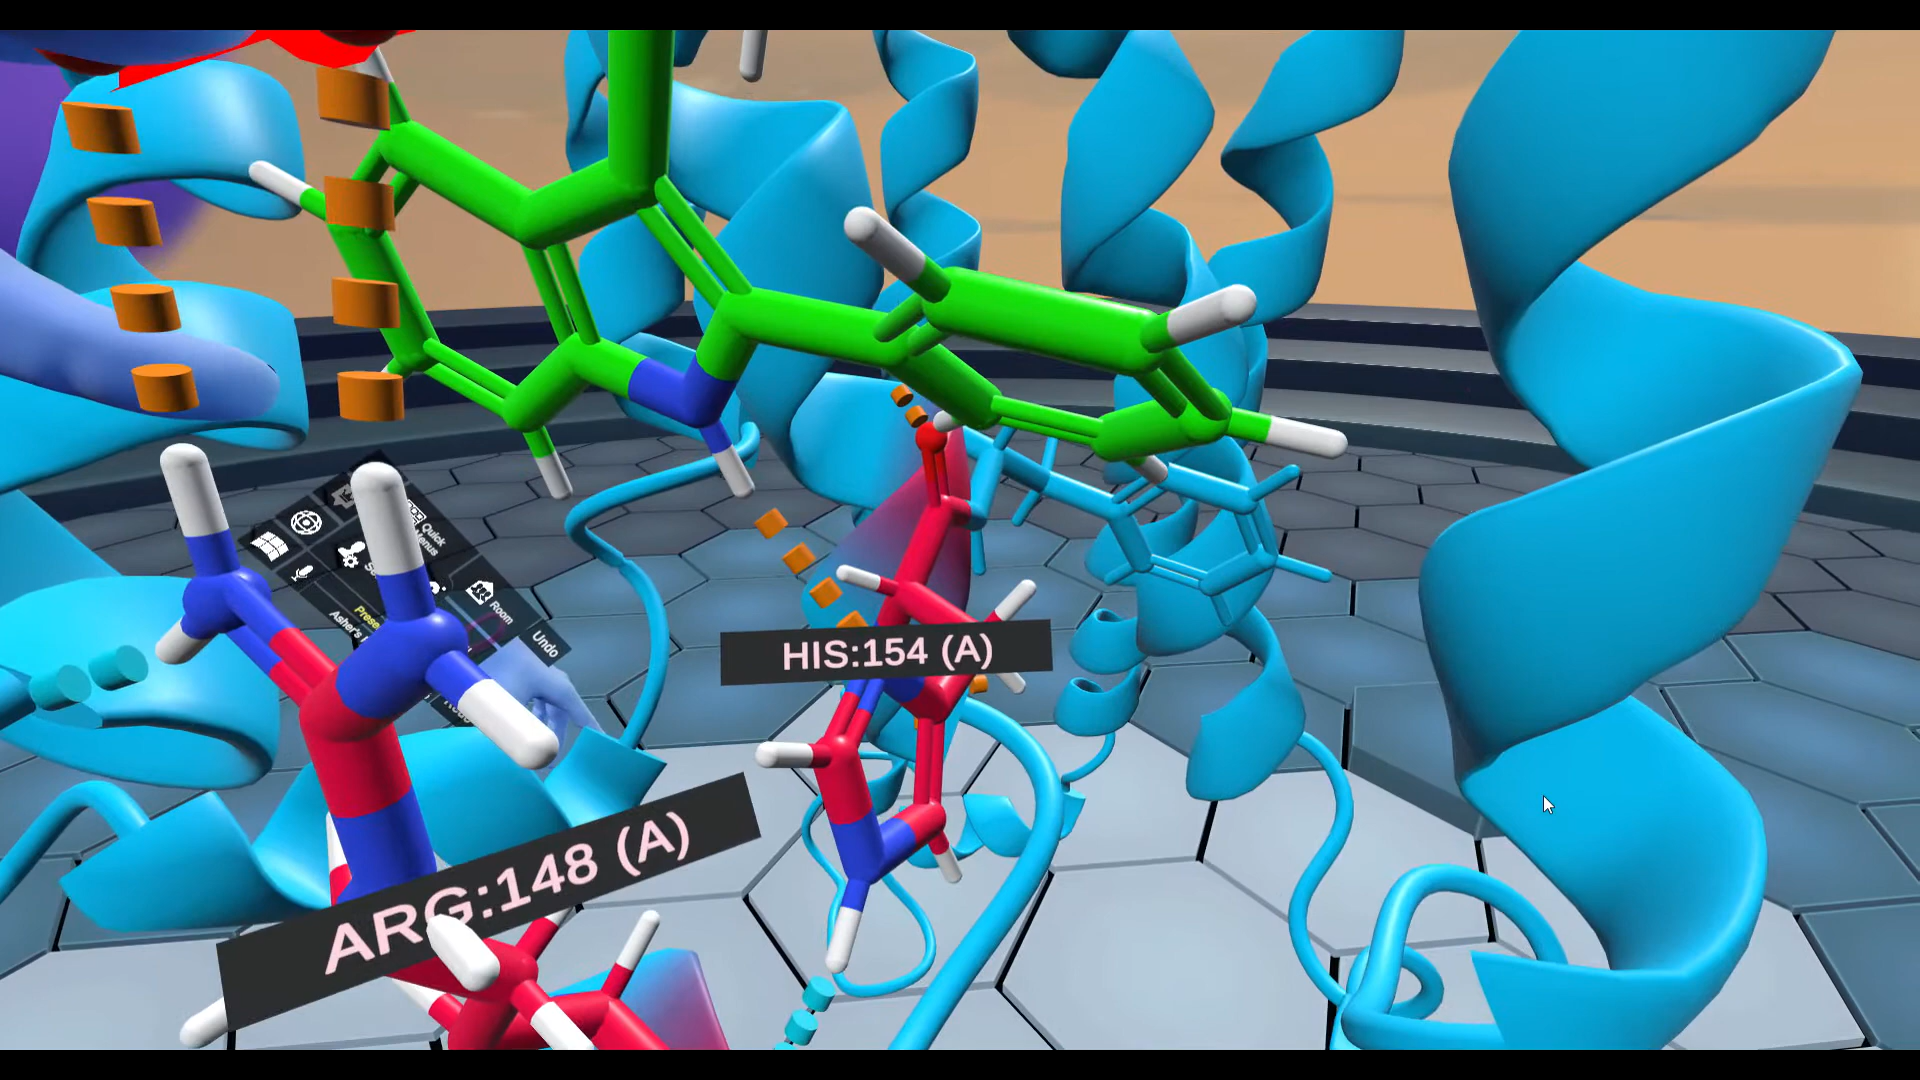 Quick
Menus
Room
Undo
HIS:154 (A)
ARG:148 (A)